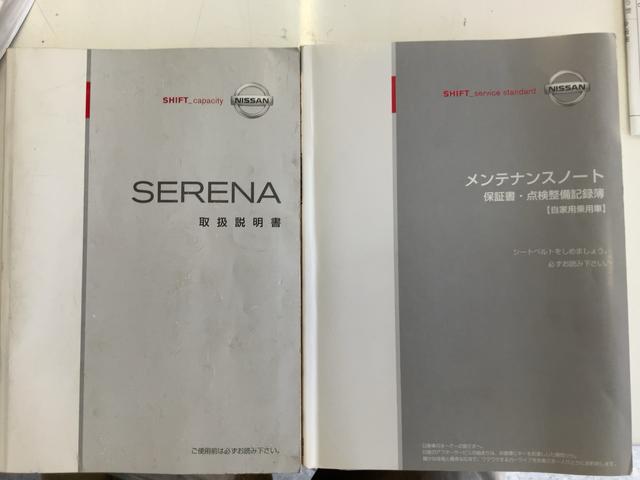 SHIFT_capacity
NISSAN
SERENA
取扱説明書
ご使用前は必ずお読み下さい。
SHIFT_service standard
NISSAN
メンテナンスノート
保証書・点検整備記録簿
【自家用乗用車】
シートベルトをしめましょう。
必ずお読み下さい。